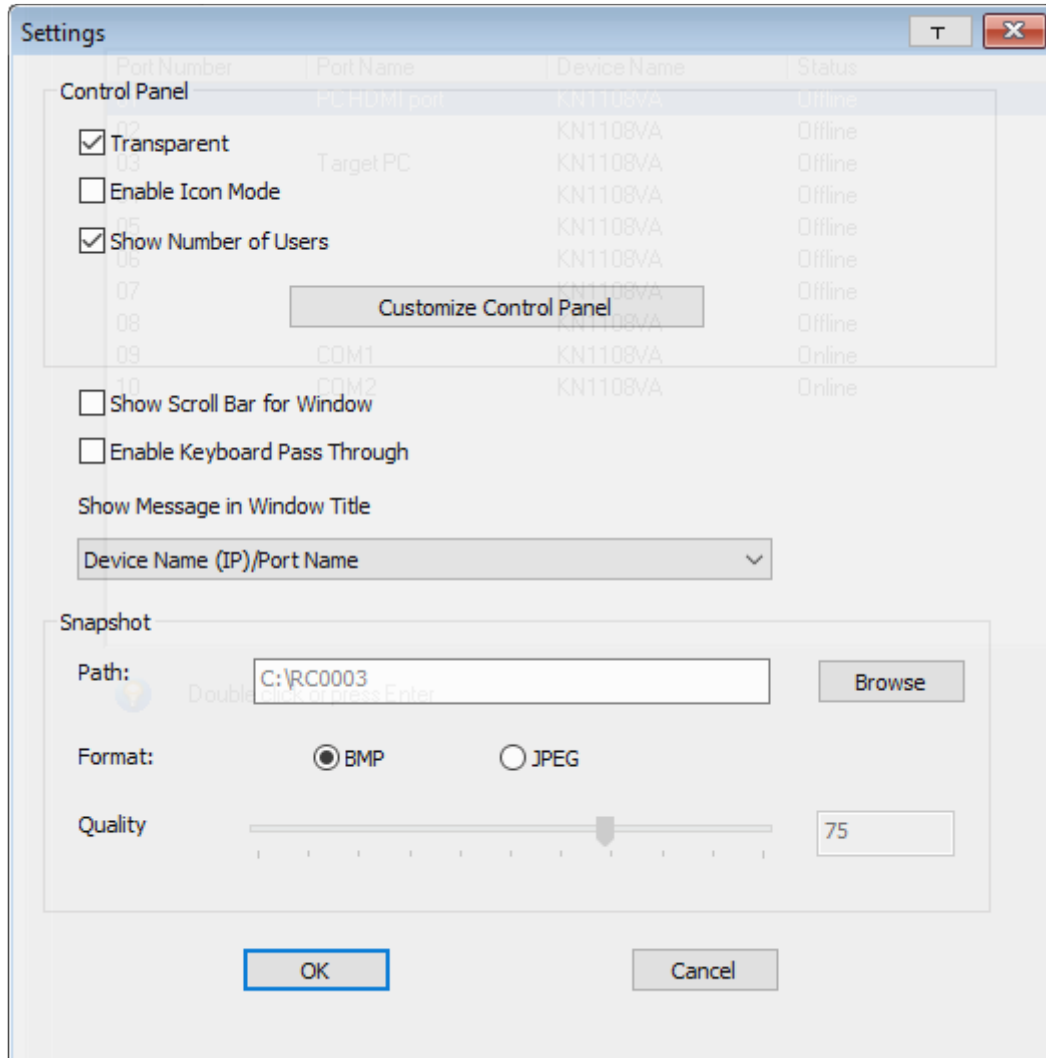 Settings
Port Number Port Name Device Name Status
Control Panel
01 PC HDMI port KN1108VA Offline
02 KN1108VA Offline
Transparent
03 Target PC KN1108VA Offline
Enable Icon Mode
KN1108VA Offline
05 KN1108VA Offline
Show Number of Users
06 KN1108VA Offline
07 KN1108VA Offline
Customize Control Panel
08 KN1108VA Offline
09 COM1 KN1108VA Online
10 COM2 KN1108VA Online
Show Scroll Bar for Window
Enable Keyboard Pass Through
Show Message in Window Title
Device Name (IP)/Port Name
Snapshot
Path: C:\RC0003 Browse
Double click or press Enter
Format: BMP JPEG
Quality 75
OK Cancel